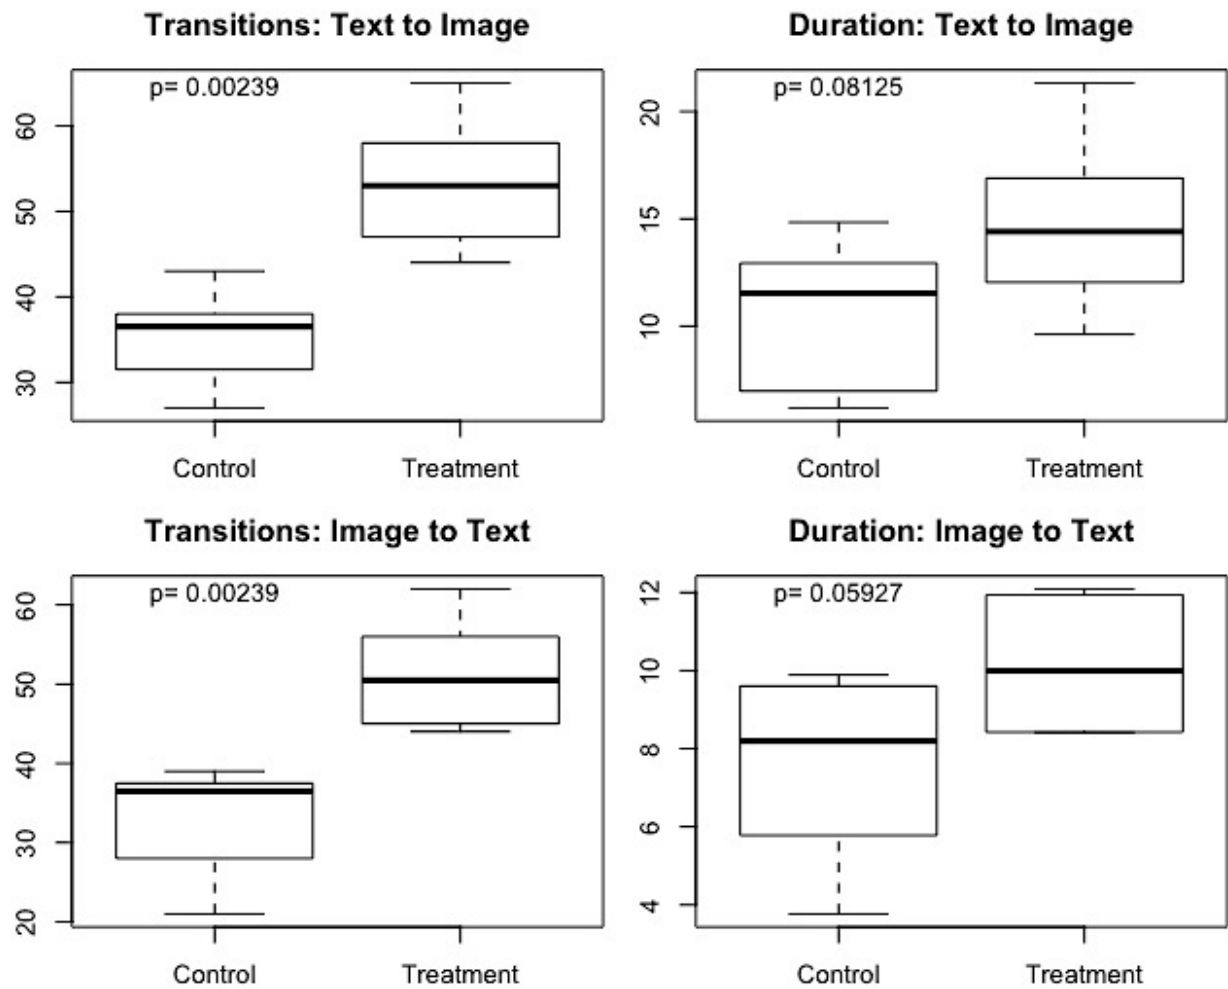 Transitions: Text to Image
p= 0.00239
60
50
40
30
Control Treatment
Duration: Text to Image
p= 0.08125
20
15
10
Control Treatment
Transitions: Image to Text
p= 0.00239
60
50
40
30
20
Control Treatment
Duration: Image to Text
p= 0.05927
12
10
8
6
4
Control Treatment